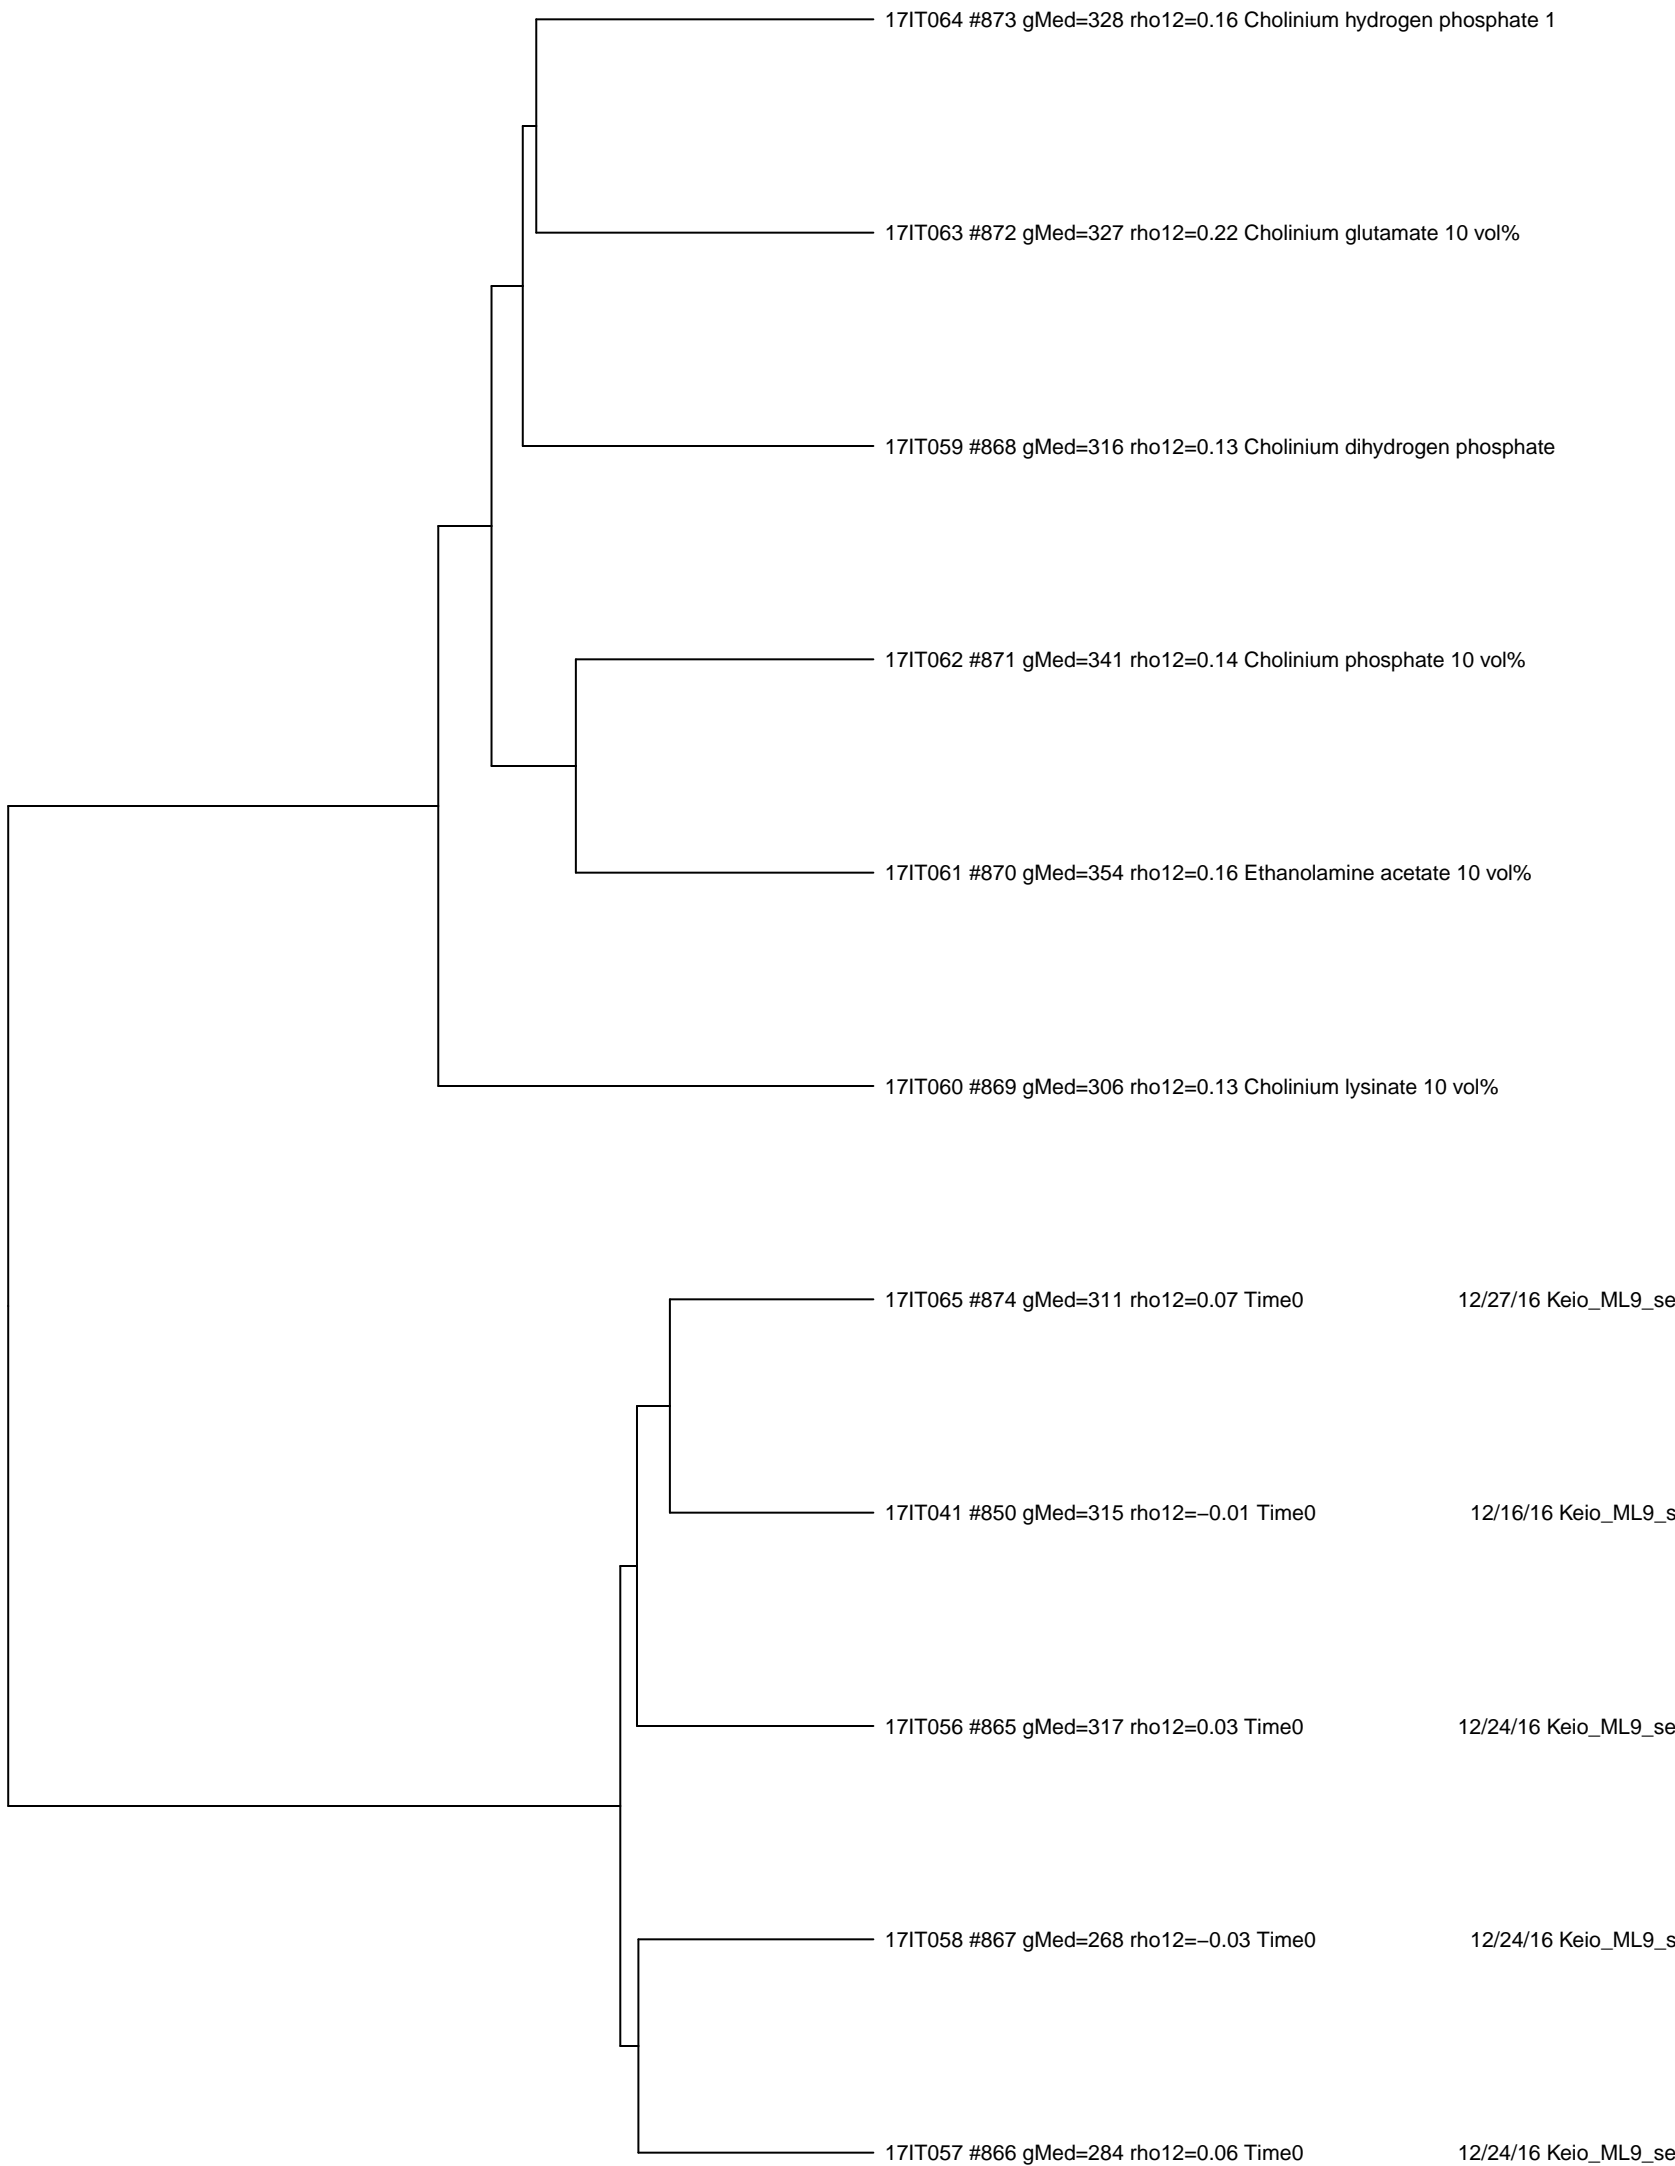 17IT064 #873 gMed=328 rho12=0.16 Cholinium hydrogen phosphate 1
17IT063 #872 gMed=327 rho12=0.22 Cholinium glutamate 10 vol%
17IT059 #868 gMed=316 rho12=0.13 Cholinium dihydrogen phosphate
17IT062 #871 gMed=341 rho12=0.14 Cholinium phosphate 10 vol%
17IT061 #870 gMed=354 rho12=0.16 Ethanolamine acetate 10 vol%
17IT060 #869 gMed=306 rho12=0.13 Cholinium lysinate 10 vol%
17IT065 #874 gMed=311 rho12=0.07 Time0 12/27/16 Keio_ML9_se
17IT041 #850 gMed=315 rho12=−0.01 Time0 12/16/16 Keio_ML9_s
17IT056 #865 gMed=317 rho12=0.03 Time0 12/24/16 Keio_ML9_se
17IT058 #867 gMed=268 rho12=−0.03 Time0 12/24/16 Keio_ML9_s
17IT057 #866 gMed=284 rho12=0.06 Time0 12/24/16 Keio_ML9_se